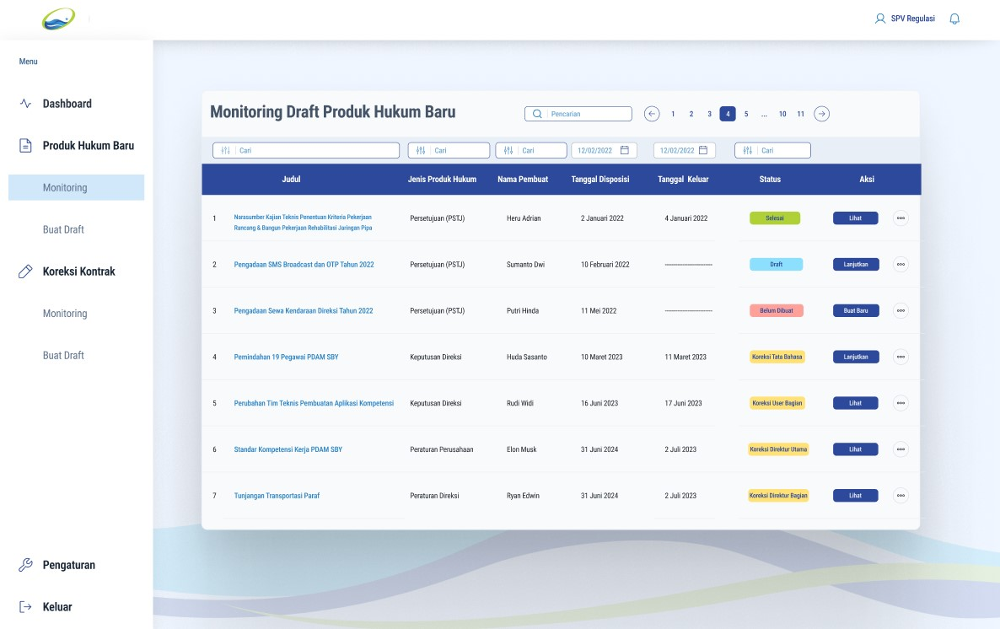 SPV Regulasi
Menu
Dashboard
Produk Hukum Baru
Monitoring
Buat Draft
Koreksi Kontrak
Monitoring
Buat Draft
Pengaturan
Keluar
Monitoring Draft Produk Hukum Baru
Pencarian
1 2 3 4 5 ... 10 11
Cari Cari Cari 12/02/2022 12/02/2022 Cari
Judul Jenis Produk Hukum Nama Pembuat Tanggal Disposisi Tanggal Keluar Status Aksi
1 Narasumber Kajian Teknis Penentuan Kriteria Pekerjaan Persetujuan (PSTJ) Heru Adrian 2 Januari 2022 4 Januari 2022 Selesai Lihat
Rancang & Bangun Pekerjaan Rehabilitasi Jaringan Pipa
2 Pengadaan SMS Broadcast dan OTP Tahun 2022 Persetujuan (PSTJ) Sumanto Dwi 10 Februari 2022 ------------------------- Draft Lanjutkan
3 Pengadaan Sewa Kendaraan Direksi Tahun 2022 Persetujuan (PSTJ) Putri Hinda 11 Mei 2022 ------------------------- Belum Dibuat Buat Baru
4 Pemindahan 19 Pegawai PDAM SBY Keputusan Direksi Huda Sasanto 10 Maret 2023 11 Maret 2023 Koreksi Tata Bahasa Lanjutkan
5 Perubahan Tim Teknis Pembuatan Aplikasi Kompetensi Keputusan Direksi Rudi Widi 16 Juni 2023 17 Juni 2023 Koreksi User Bagian Lihat
6 Standar Kompetensi Kerja PDAM SBY Peraturan Perusahaan Elon Musk 31 Juni 2024 2 Juli 2023 Koreksi Direktur Utama Lihat
7 Tunjangan Transportasi Paraf Peraturan Direksi Ryan Edwin 31 Juni 2024 2 Juli 2023 Koreksi Direktur Bagian Lihat